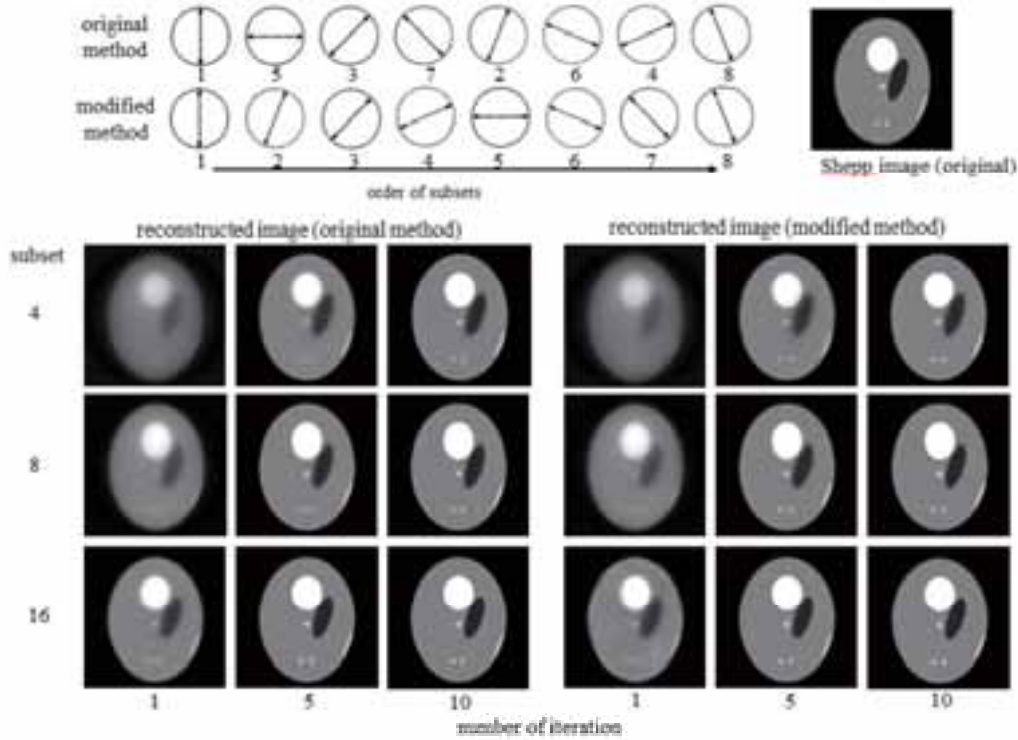 original
method
1 5 3 7 2 6 4 8
modified
method
1 2 3 4 5 6 7 8
order of subsets
Shepp image (original)
reconstructed image (original method)
reconstructed image (modified method)
subset
4
8
16
1 5 10 1 5 10
number of iteration